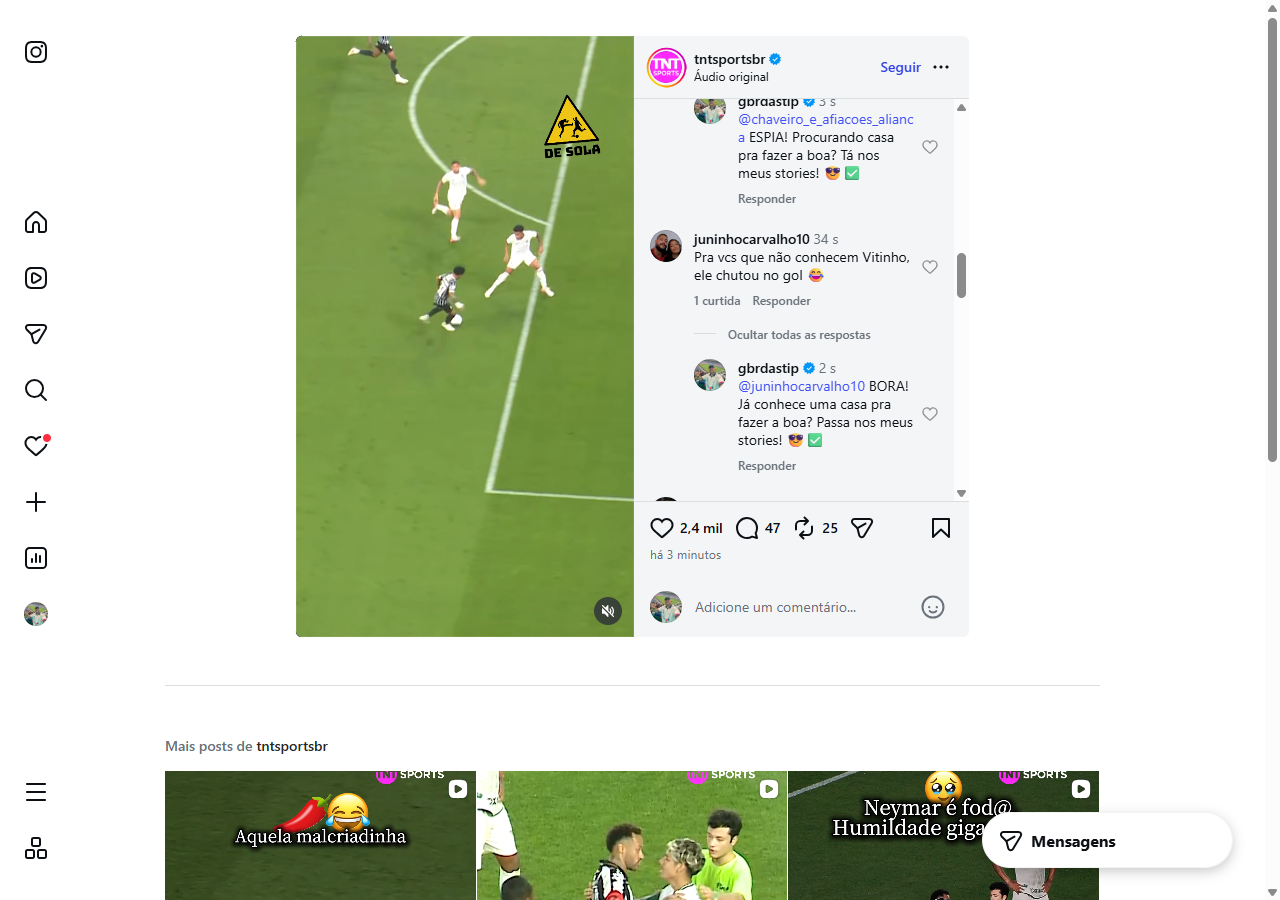 DE SOLA
TNT
SPORTS
tntsportsbr
Áudio original
Seguir
gbrdastip 3 s
@chaveiro_e_afiacoes_alianc
a ESPIA! Procurando casa
pra fazer a boa? Tá nos
meus stories! 😎 ✅
Responder
juninhocarvalho10 34 s
Pra vcs que não conhecem Vitinho,
ele chutou no gol 😂
1 curtida Responder
Ocultar todas as respostas
gbrdastip 2 s
@juninhocarvalho10 BORA!
Já conhece uma casa pra
fazer a boa? Passa nos meus
stories! 😎 ✅
Responder
2,4 mil 47 25
há 3 minutos
Adicione um comentário...
Mais posts de tntsportsbr
TNT SPORTS
Aquela malcriadinha
TNT SPORTS
TNT SPORTS
Neymar é fod@
Humildade giga
Mensagens